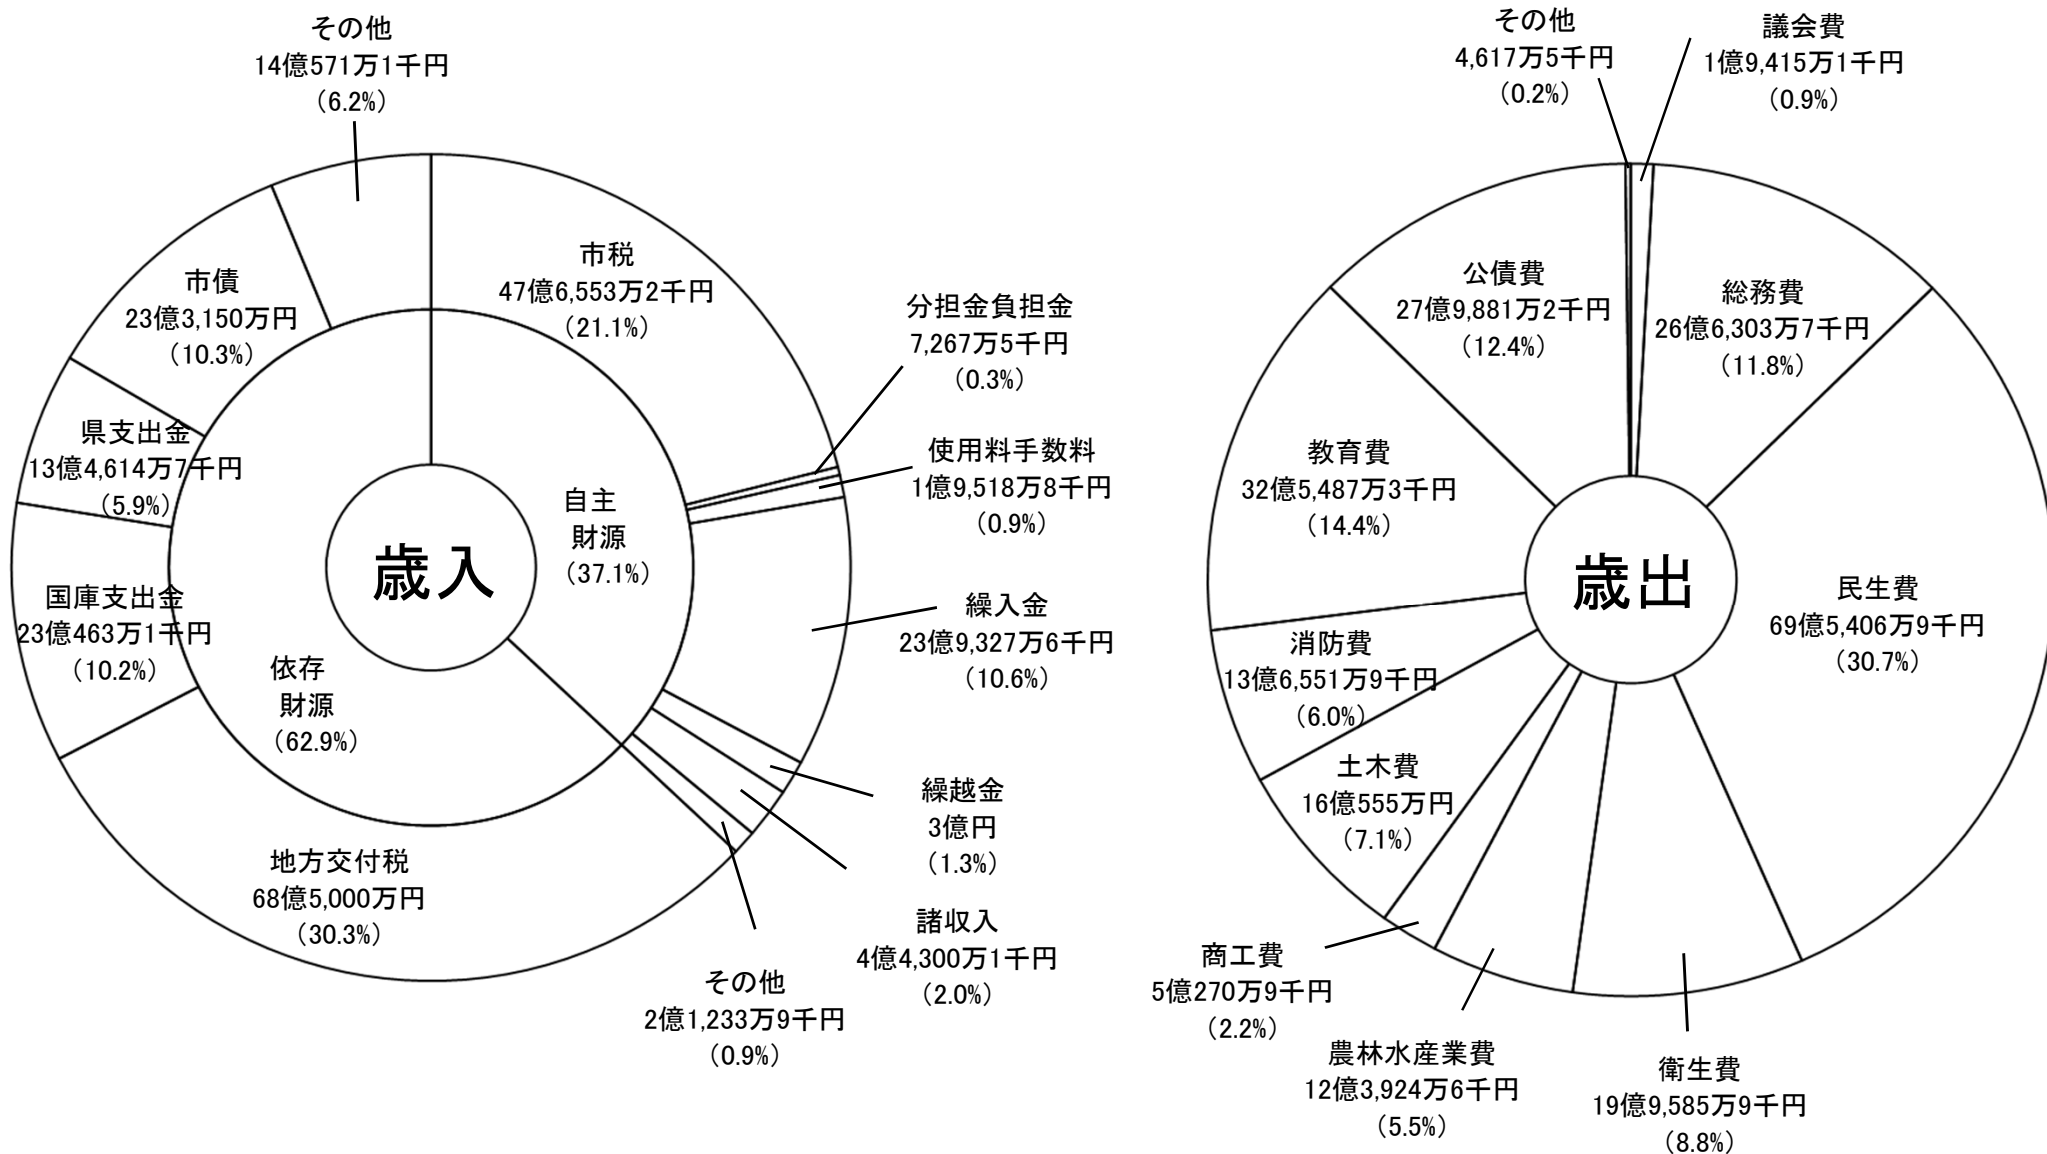 その他
14億571万1千円
（6.2%）
市税
47億6,553万2千円
（21.1%）
分担金負担金
7,267万5千円
（0.3%）
使用料手数料
1億9,518万8千円
（0.9%）
繰入金
23億9,327万6千円
（10.6%）
繰越金
3億円
（1.3%）
諸収入
4億4,300万1千円
（2.0%）
その他
2億1,233万9千円
（0.9%）
地方交付税
68億5,000万円
（30.3%）
国庫支出金
23億463万1千円
（10.2%）
県支出金
13億4,614万7千円
（5.9%）
市債
23億3,150万円
（10.3%）
自主
財源
（37.1%）
歳入
依存
財源
（62.9%）
その他
4,617万5千円
（0.2%）
議会費
1億9,415万1千円
（0.9%）
総務費
26億6,303万7千円
（11.8%）
民生費
69億5,406万9千円
（30.7%）
衛生費
19億9,585万9千円
（8.8%）
農林水産業費
12億3,924万6千円
（5.5%）
商工費
5億270万9千円
（2.2%）
土木費
16億555万円
（7.1%）
消防費
13億6,551万9千円
（6.0%）
教育費
32億5,487万3千円
（14.4%）
公債費
27億9,881万2千円
（12.4%）
歳出